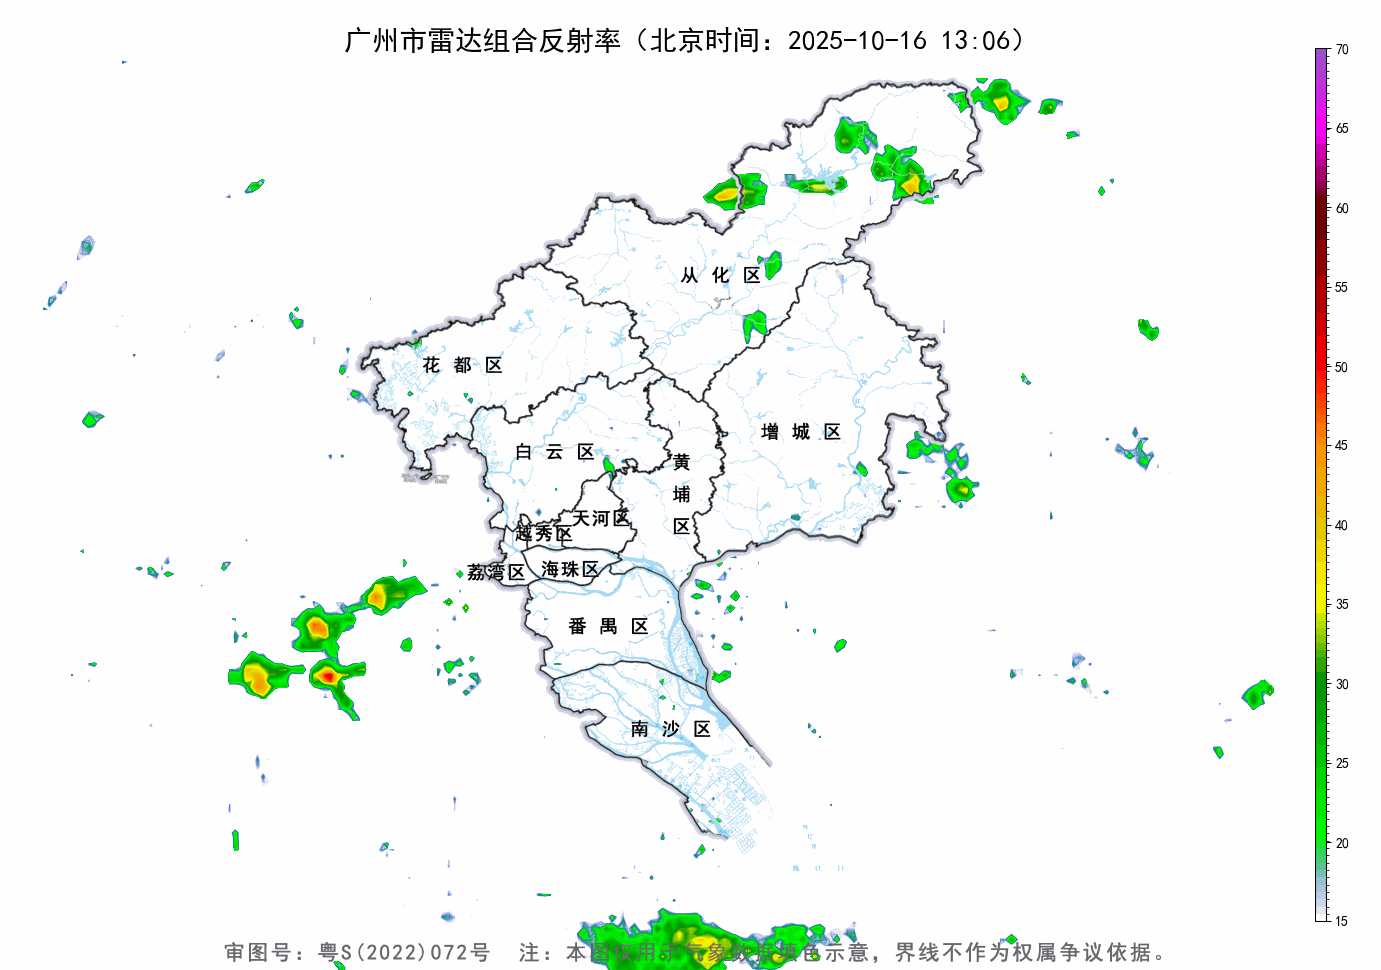 广州市雷达组合反射率（北京时间：2025-10-16 13:06）
70
65
60
55
50
45
40
35
30
25
20
15
从化区
花都区
增城区
白云区
黄埔区
天河区
越秀区
荔湾区
海珠区
番禺区
南沙区
审图号：粤S(2022)072号 注：本图仅用于气象数据填色示意，界线不作为权属争议依据。